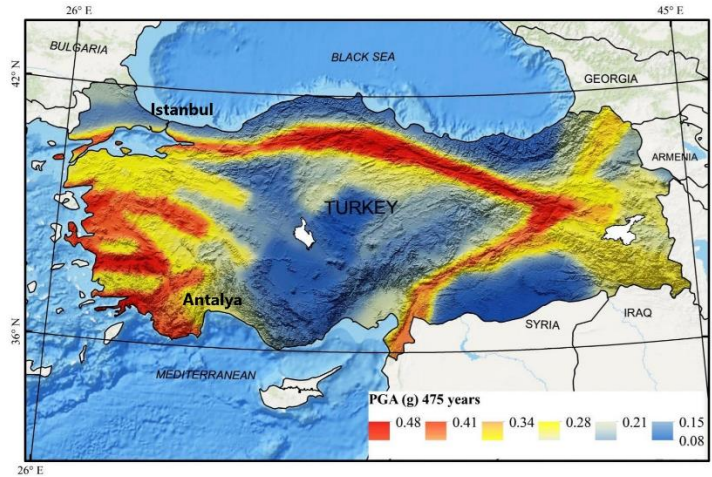 26° E
45° E
BULGARIA
BLACK SEA
42° N
GEORGIA
Istanbul
ARMENIA
TURKEY
Antalya
36° N
SYRIA
IRAQ
MEDITERRANEAN
PGA (g) 475 years
0.48 0.41 0.34 0.28 0.21 0.15
0.08
26° E